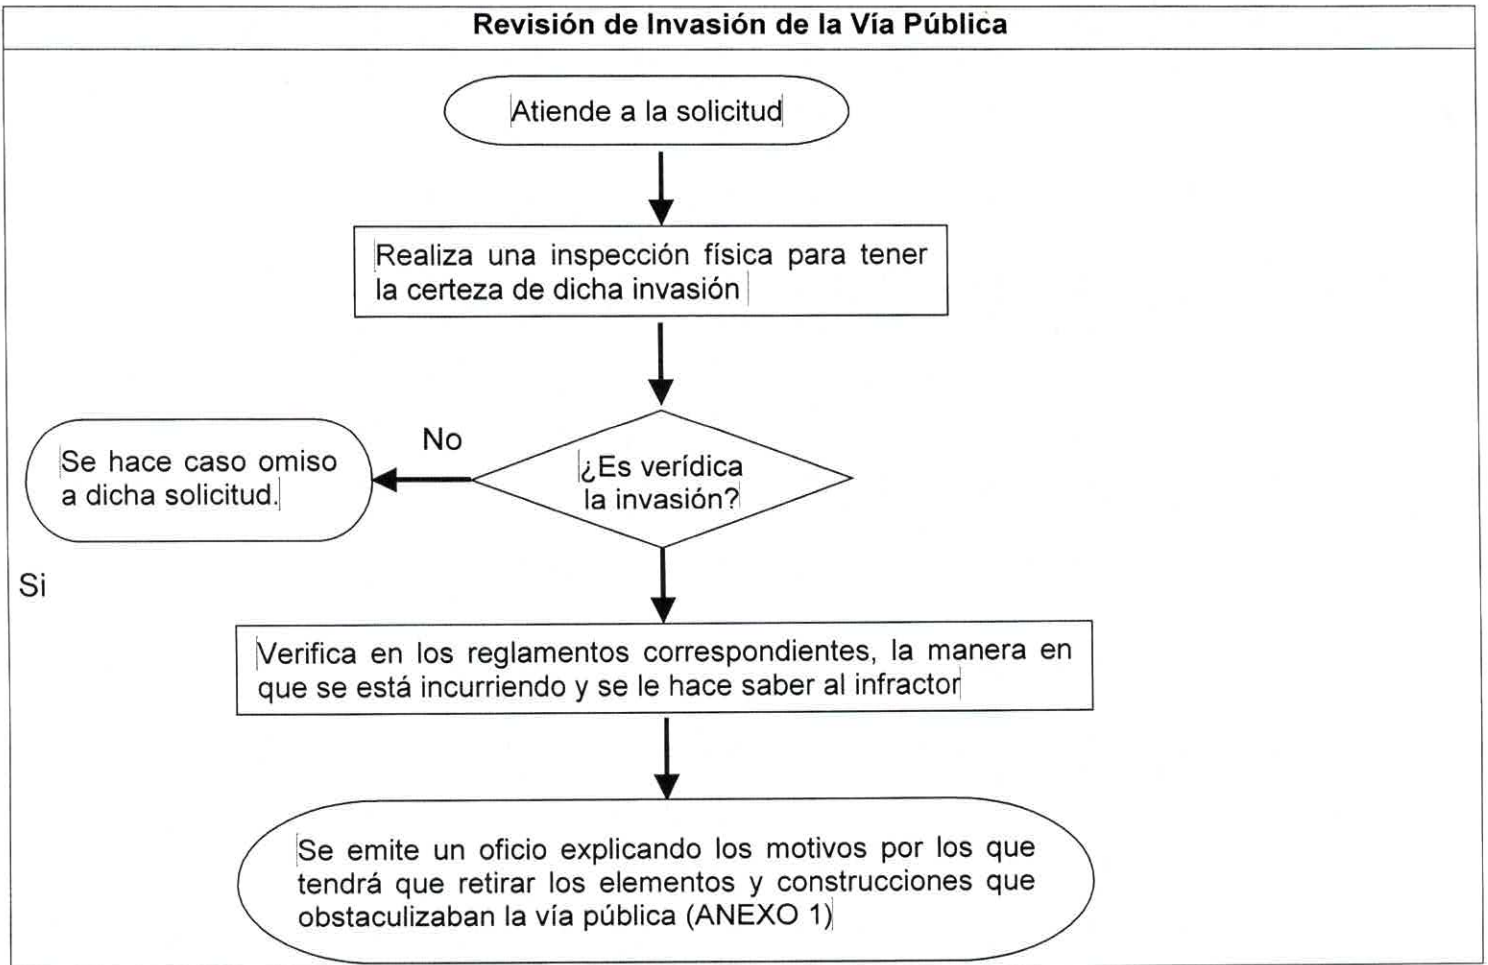 Revisión de Invasión de la Vía Pública
Atiende a la solicitud
Realiza una inspección física para tener
la certeza de dicha invasión
No
Se hace caso omiso
a dicha solicitud.
¿Es verídica
la invasión?
Si
Verifica en los reglamentos correspondientes, la manera en
que se está incurriendo y se le hace saber al infractor
Se emite un oficio explicando los motivos por los que
tendrá que retirar los elementos y construcciones que
obstaculizaban la vía pública (ANEXO 1)